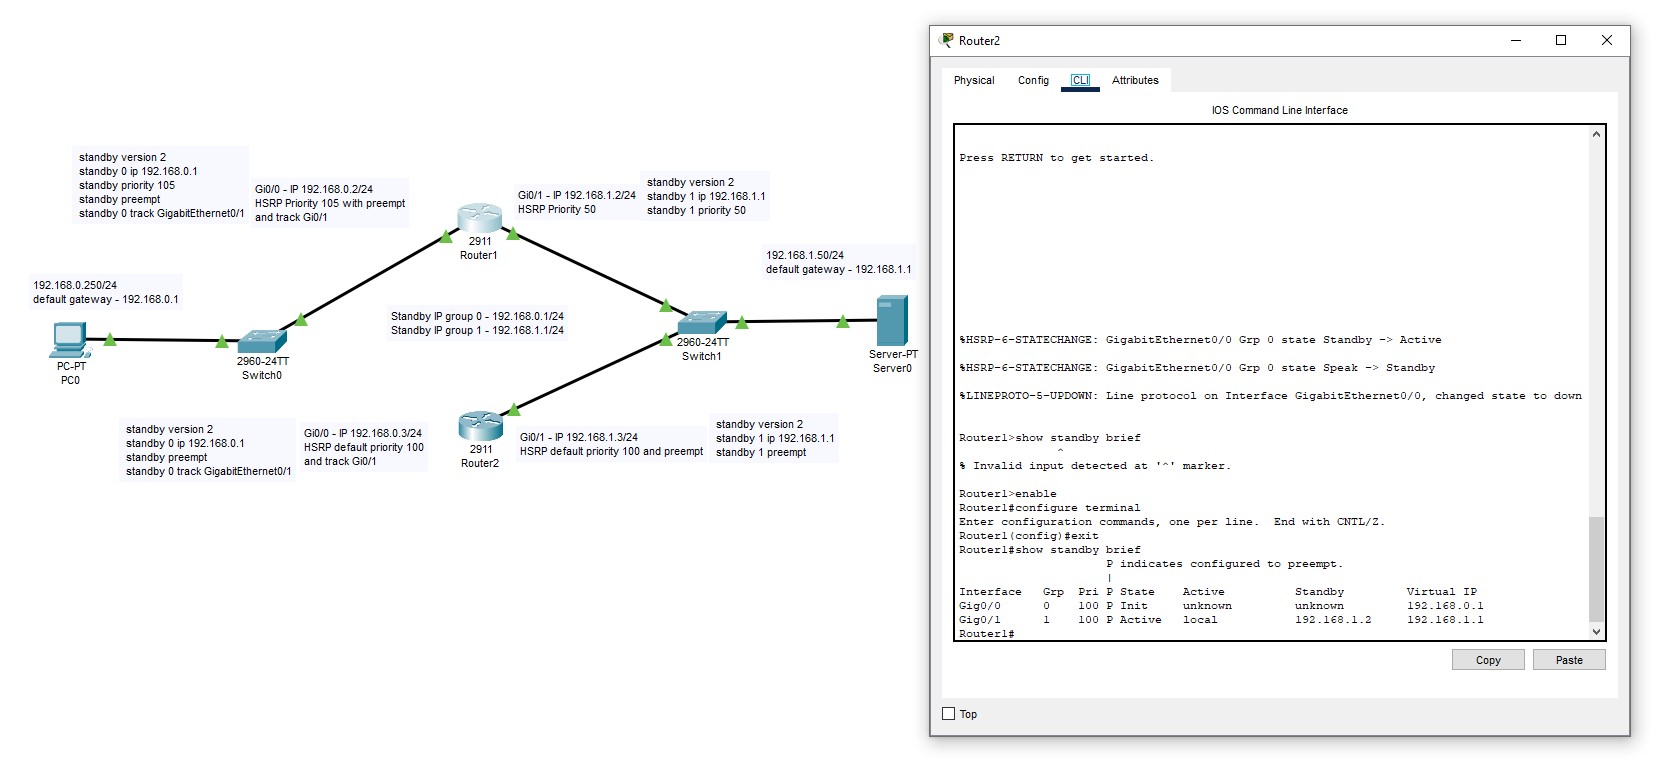 standby version 2
standby 0 ip 192.168.0.1
standby priority 105
standby preempt
standby 0 track GigabitEthernet0/1
Gi0/0 - IP 192.168.0.2/24
HSRP Priority 105 with preempt
and track Gi0/1
2911
Router1
Gi0/1 - IP 192.168.1.2/24
HSRP Priority 50
standby version 2
standby 1 ip 192.168.1.1
standby 1 priority 50
192.168.1.50/24
default gateway - 192.168.1.1
192.168.0.250/24
default gateway - 192.168.0.1
PC-PT
PC0
2960-24TT
Switch0
Standby IP group 0 - 192.168.0.1/24
Standby IP group 1 - 192.168.1.1/24
2960-24TT
Switch1
Server-PT
Server0
standby version 2
standby 0 ip 192.168.0.1
standby preempt
standby 0 track GigabitEthernet0/1
Gi0/0 - IP 192.168.0.3/24
HSRP default priority 100
and track Gi0/1
2911
Router2
Gi0/1 - IP 192.168.1.3/24
HSRP default priority 100 and preempt
standby version 2
standby 1 ip 192.168.1.1
standby 1 preempt
Router2
Physical Config CLI Attributes
IOS Command Line Interface
Press RETURN to get started.
%HSRP-6-STATECHANGE: GigabitEthernet0/0 Grp 0 state Standby -> Active
%HSRP-6-STATECHANGE: GigabitEthernet0/0 Grp 0 state Speak -> Standby
%LINEPROTO-5-UPDOWN: Line protocol on Interface GigabitEthernet0/0, changed state to down
Router1>show standby brief
^
% Invalid input detected at '^' marker.
Router1>enable
Router1#configure terminal
Enter configuration commands, one per line. End with CNTL/Z.
Router1(config)#exit
Router1#show standby brief
P indicates configured to preempt.
|
Interface Grp Pri P State Active Standby Virtual IP
Gig0/0 0 100 P Init unknown unknown 192.168.0.1
Gig0/1 1 100 P Active local 192.168.1.2 192.168.1.1
Router1#
Copy Paste
Top